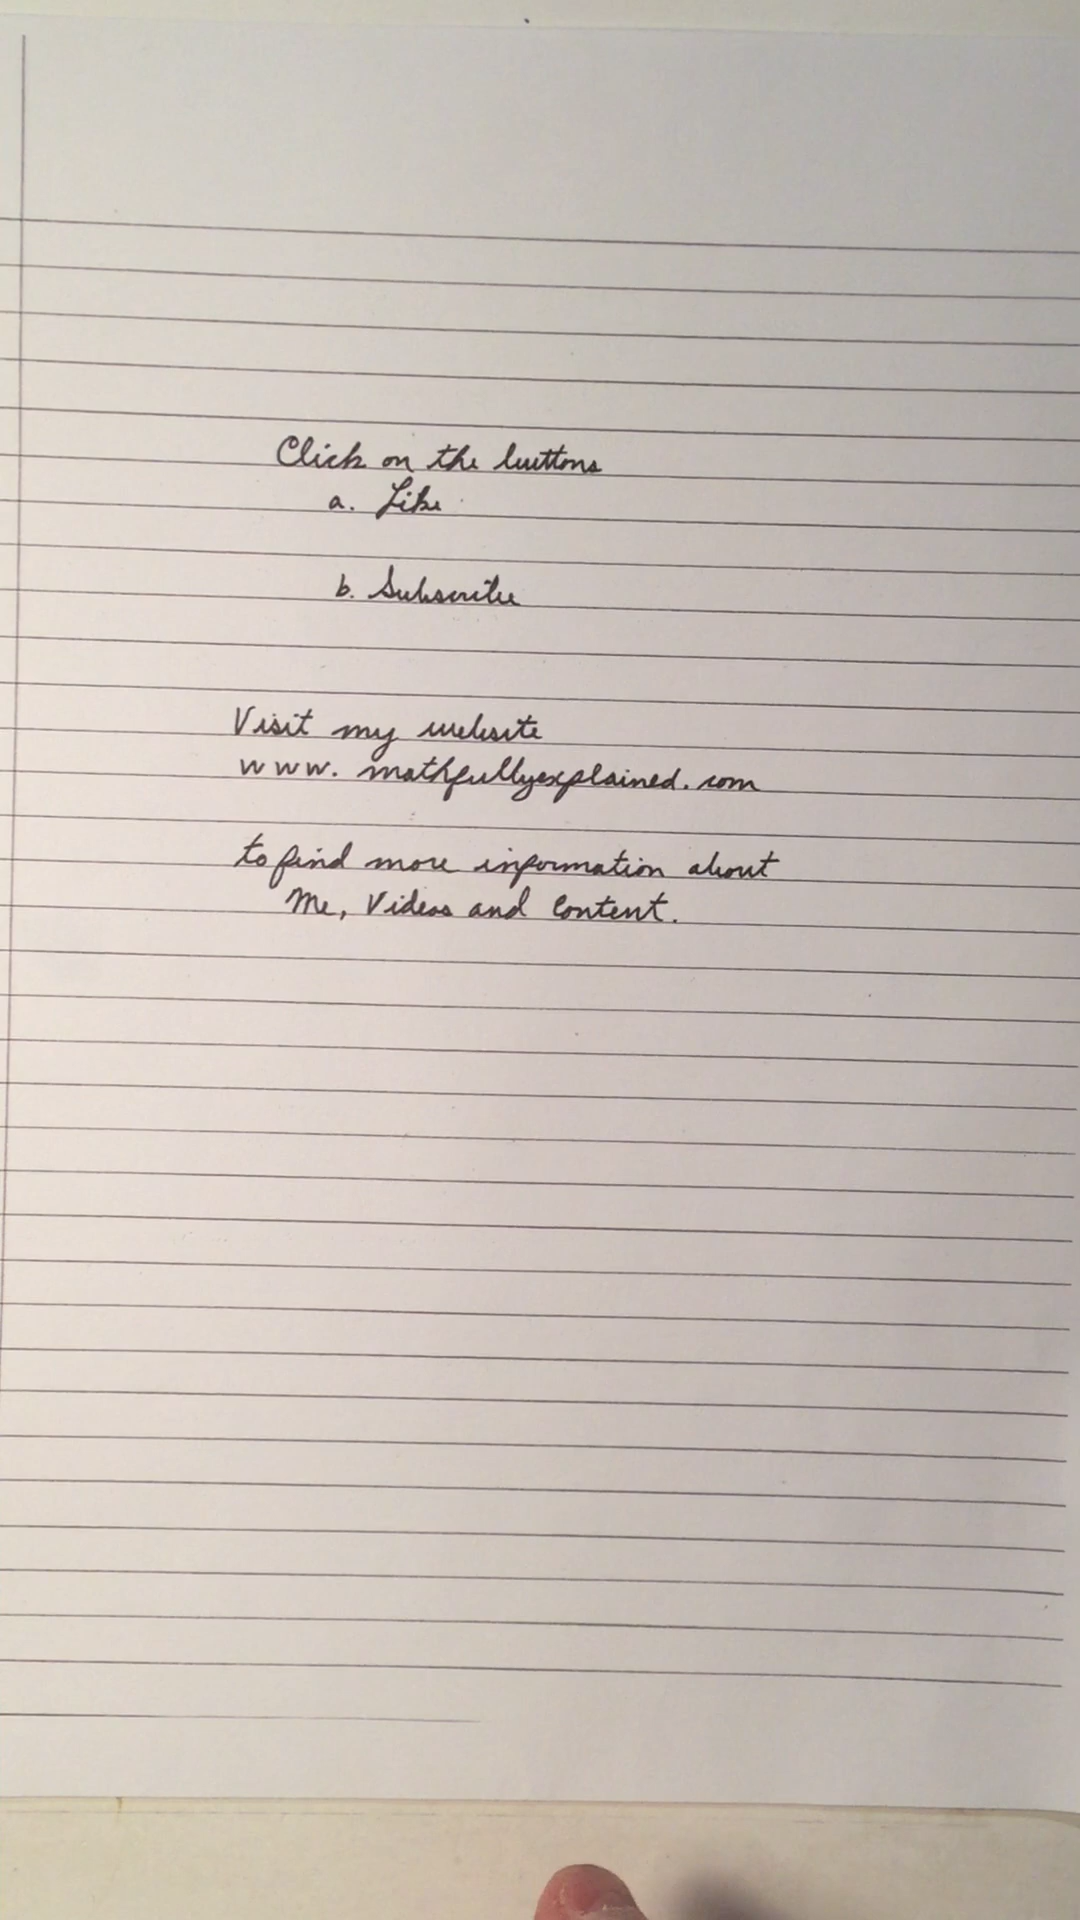 Click on the buttons
a. Like
b. Subscribe
Visit my website
www.mathfullyexplained.com
to find more information about
Me, Videos and Content.